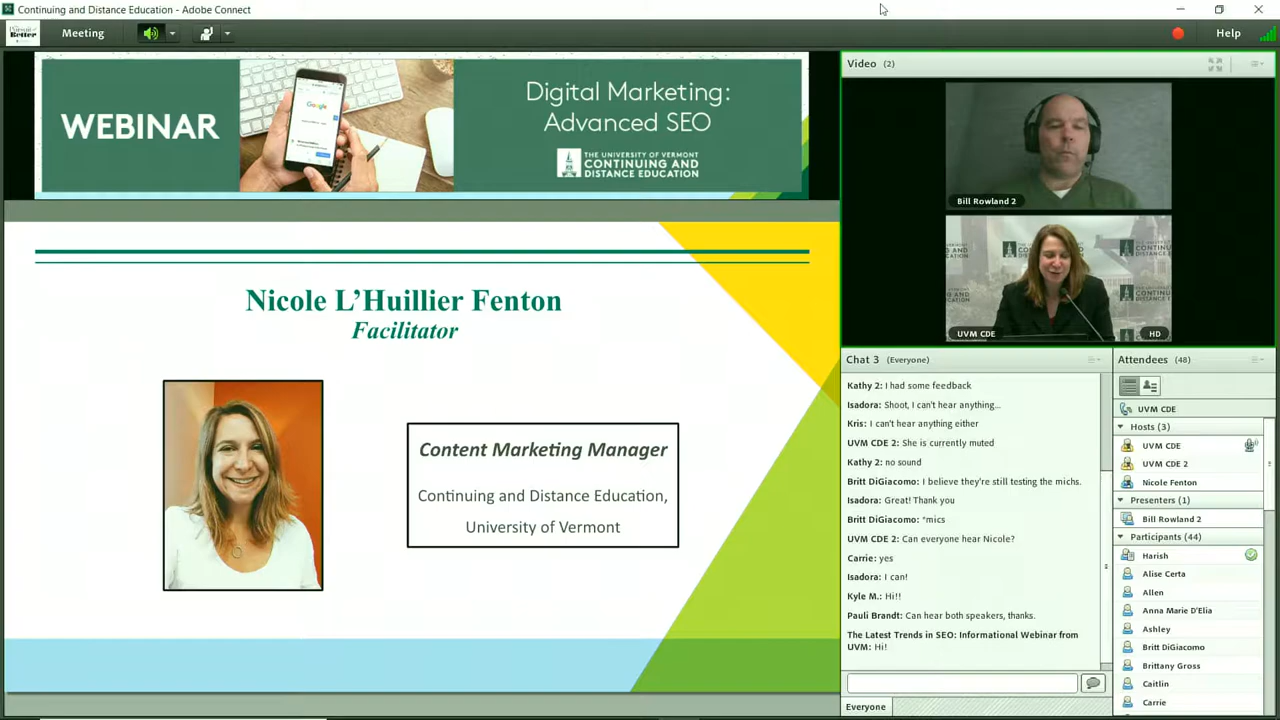 Continuing and Distance Education - Adobe Connect
Meeting
Help
WEBINAR
Google
Digital Marketing:
Advanced SEO
THE UNIVERSITY OF VERMONT
CONTINUING AND
DISTANCE EDUCATION
Nicole L’Huillier Fenton
Facilitator
Content Marketing Manager
Continuing and Distance Education,
University of Vermont
Video (2)
Bill Rowland 2
UVM CDE
HD
Chat 3 (Everyone)
Kathy 2: I had some feedback
Isadora: Shoot, I can't hear anything...
Kris: I can't hear anything either
UVM CDE 2: She is currently muted
Kathy 2: no sound
Britt DiGiacomo: I believe they're still testing the michs.
Isadora: Great! Thank you
Britt DiGiacomo: *mics
UVM CDE 2: Can everyone hear Nicole?
Carrie: yes
Isadora: I can!
Kyle M.: Hi!!
Pauli Brandt: Can hear both speakers, thanks.
The Latest Trends in SEO: Informational Webinar from
UVM: Hi!
Everyone
Attendees (48)
UVM CDE
Hosts (3)
UVM CDE
UVM CDE 2
Nicole Fenton
Presenters (1)
Bill Rowland 2
Participants (44)
Harish
Alise Certa
Allen
Anna Marie D'Elia
Ashley
Britt DiGiacomo
Brittany Gross
Caitlin
Carrie